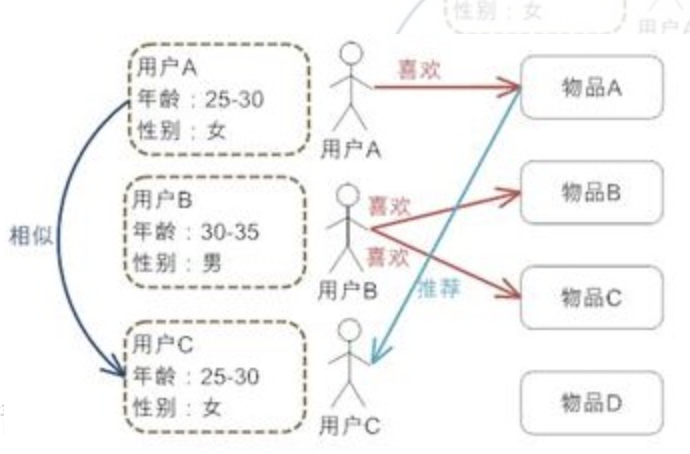 性别：女
用户A
用户A
年龄：25-30
性别：女
用户A
喜欢
物品A
用户B
年龄：30-35
性别：男
用户B
喜欢
喜欢
物品B
相似
推荐
物品C
用户C
年龄：25-30
性别：女
用户C
物品D